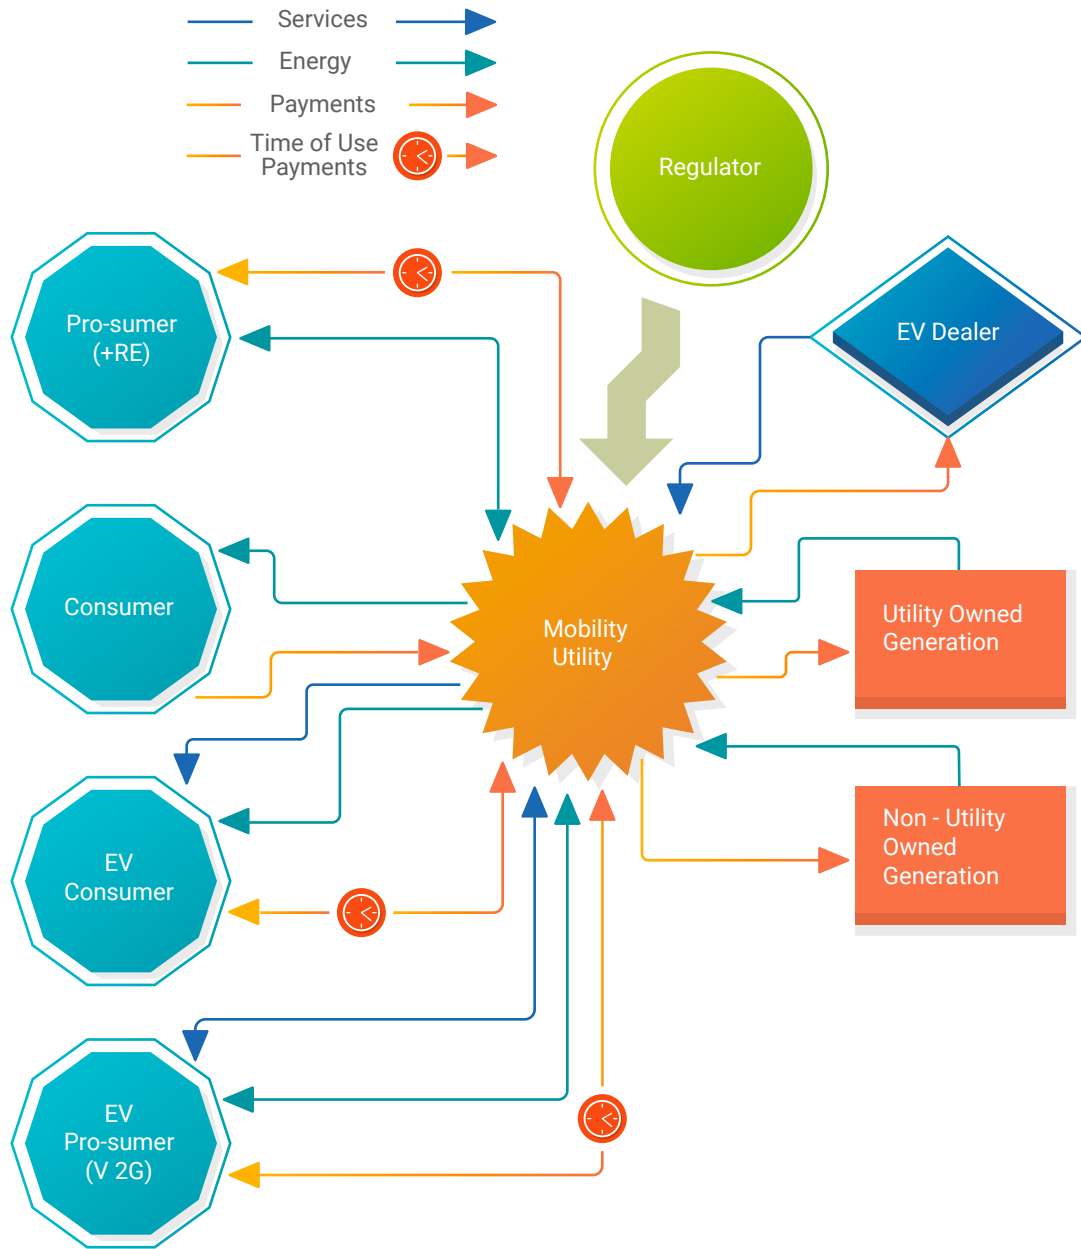 Services
Energy
Payments
Time of Use
Payments
Regulator
Pro-sumer
(+RE)
EV Dealer
Consumer
Mobility
Utility
Utility Owned
Generation
Non - Utility
Owned
Generation
EV
Consumer
EV
Pro-sumer
(V 2G)